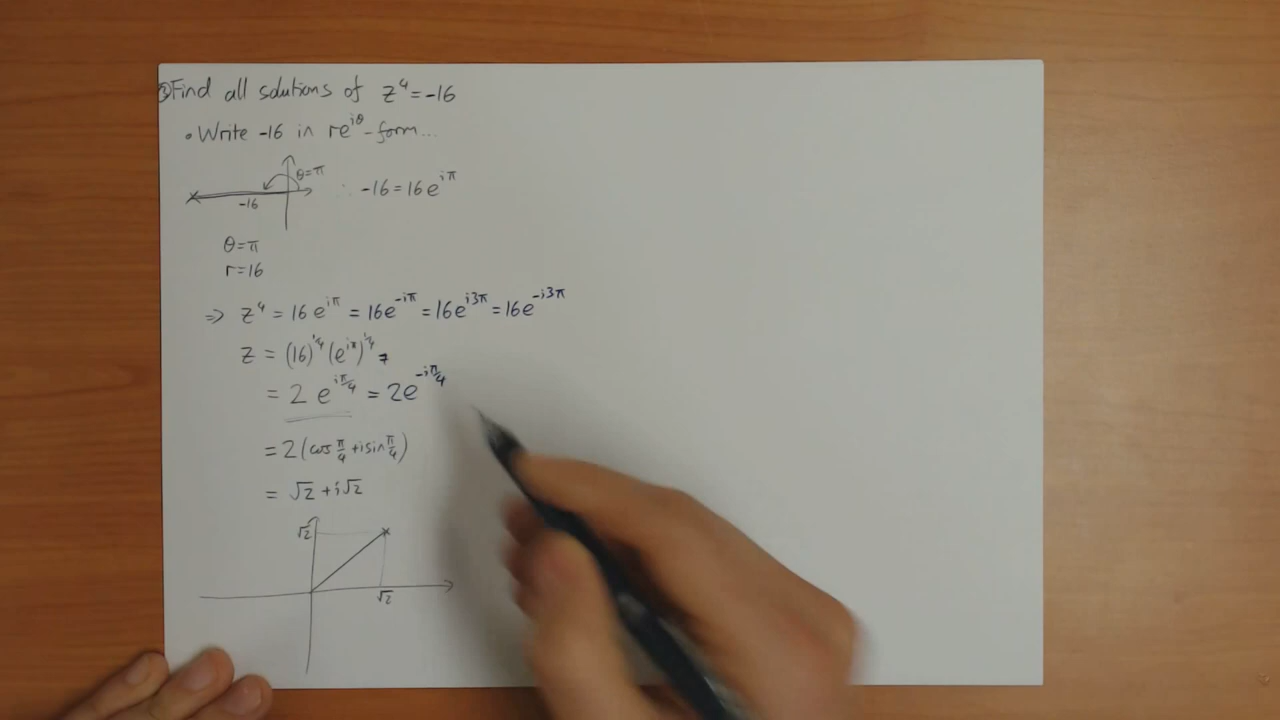 ③Find all solutions of z⁴=-16
• Write -16 in re^{iθ}-form...
θ=π
-16
∴ -16=16e^{iπ}
θ=π
r=16
⇒ z⁴ = 16e^{iπ} = 16e^{-iπ} = 16e^{i3π} = 16e^{-i3π}
z = (16)^{1/4} (e^{iπ})^{1/4} =
= 2 e^{iπ/4} = 2e^{-iπ/4}
= 2(cos π/4 + i sin π/4)
= √2 + i√2
√2
√2